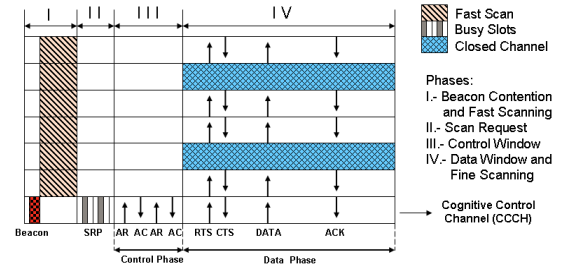 I II III IV
Fast Scan
Busy Slots
Closed Channel
Phases:
I.- Beacon Contention
and Fast Scanning
II.- Scan Request
III.- Control Window
IV.- Data Window and
Fine Scanning
Cognitive Control
Channel (CCCH)
Beacon SRP AR AC AR AC RTS CTS DATA ACK
Control Phase Data Phase